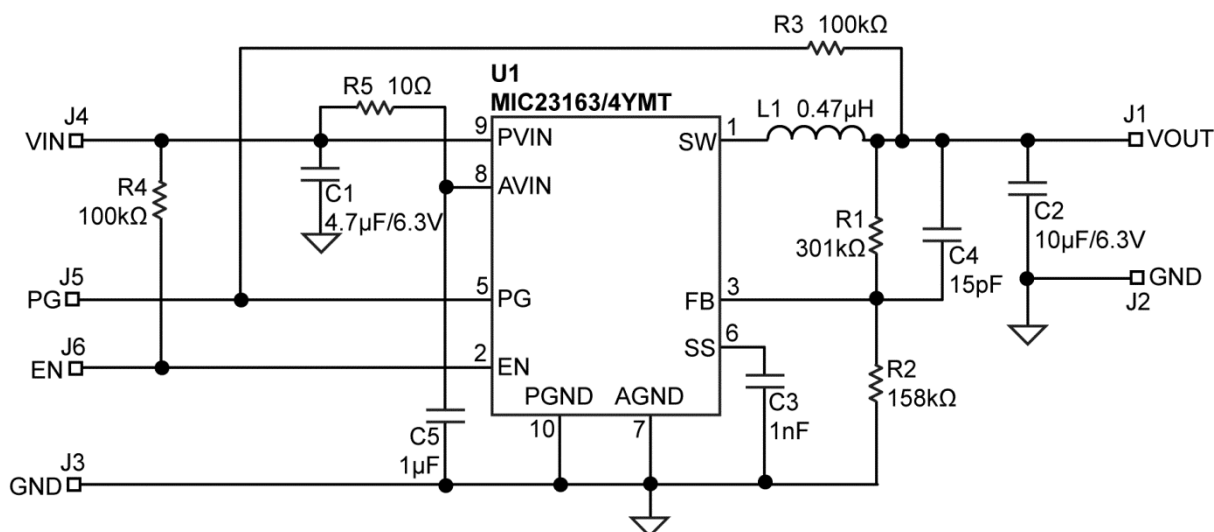 R3 100kΩ
U1
MIC23163/4YMT
R5 10Ω
L1 0.47µH
J4
VIN
9
PVIN
SW
1
J1
VOUT
8
AVIN
C1
4.7µF/6.3V
R4
100kΩ
R1
301kΩ
C4
15pF
C2
10µF/6.3V
J5
PG
5
PG
FB
3
GND
J2
J6
EN
2
EN
SS
6
R2
158kΩ
PGND
AGND
10
7
C3
1nF
C5
1µF
J3
GND